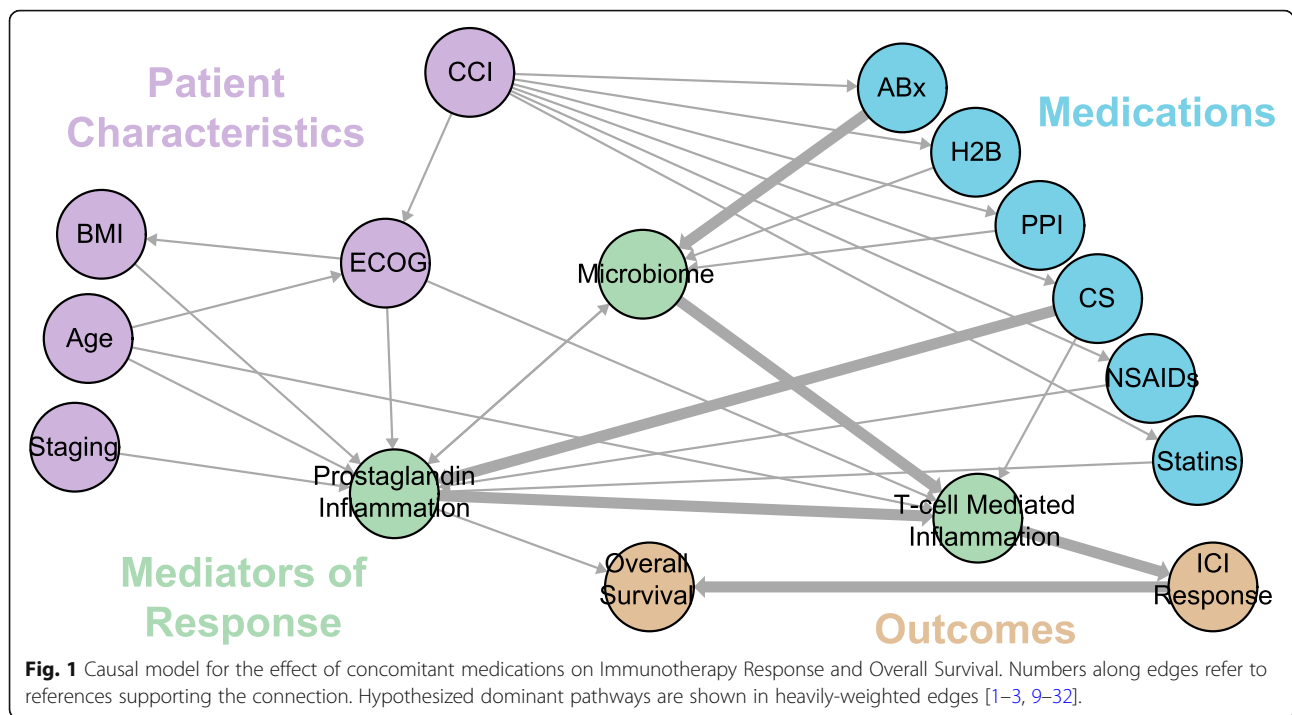 CCI
ABx
Patient
Characteristics
Medications
H2B
BMI
ECOG
PPI
Microbiome
CS
Age
NSAIDs
Staging
Statins
Prostaglandin
Inflammation
T-cell Mediated
Inflammation
Mediators of
Response
Overall
Survival
ICI
Response
Outcomes
Fig. 1 Causal model for the effect of concomitant medications on Immunotherapy Response and Overall Survival. Numbers along edges refer to
references supporting the connection. Hypothesized dominant pathways are shown in heavily-weighted edges [1–3, 9–32].